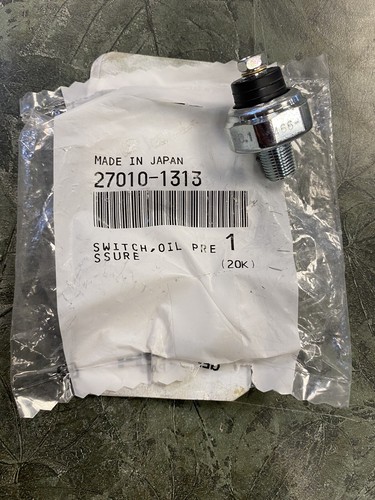 MADE IN JAPAN
27010-1313
SWITCH,OIL PRE 1
SSURE (20K)